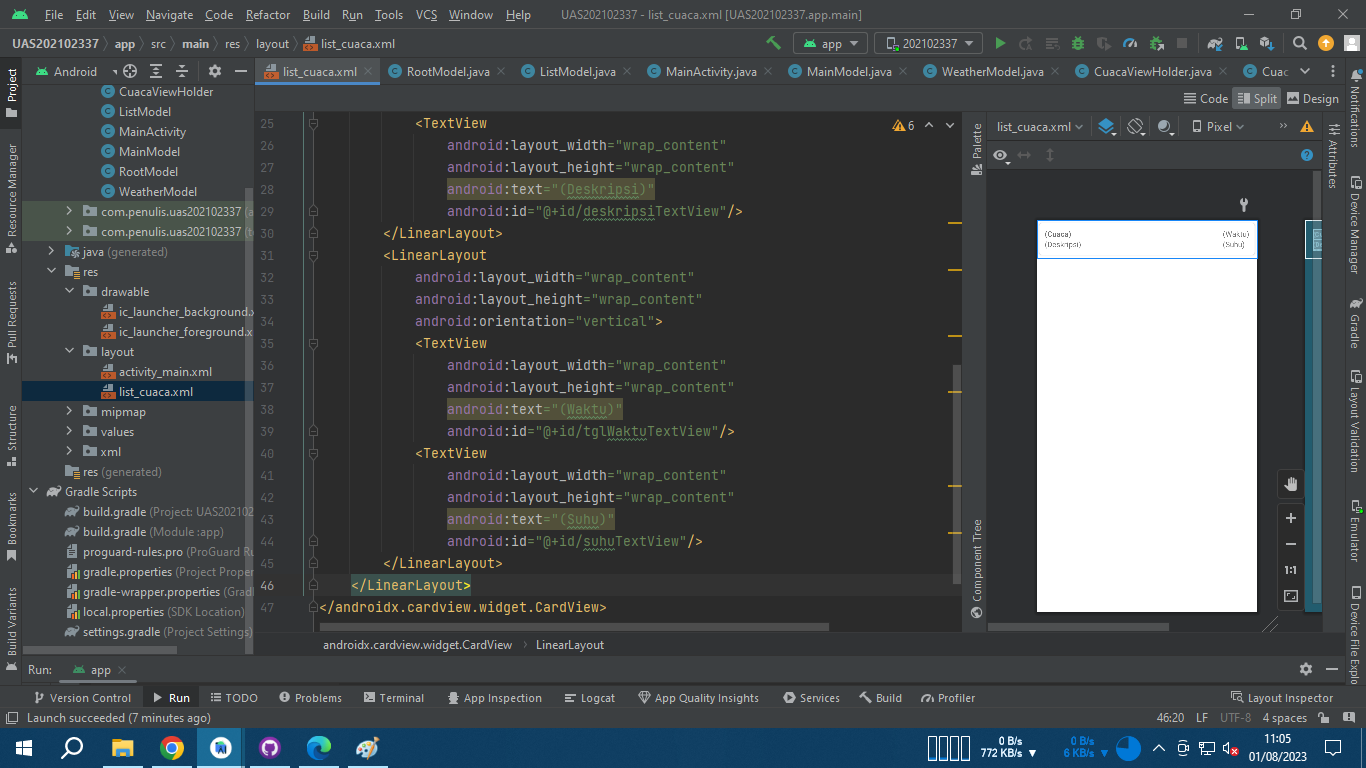 File Edit View Navigate Code Refactor Build Run Tools VCS Window Help UAS202102337 - list_cuaca.xml [UAS202102337.app.main]
UAS202102337 app src main res layout list_cuaca.xml app 202102337
Project
Android
list_cuaca.xml RootModel.java ListModel.java MainActivity.java MainModel.java WeatherModel.java CuacaViewHolder.java Cuac
Code Split Design
CuacaViewHolder
ListModel
MainActivity
MainModel
RootModel
WeatherModel
com.penulis.uas202102337 (a
com.penulis.uas202102337 (t
java (generated)
res
drawable
ic_launcher_background.x
ic_launcher_foreground.x
layout
activity_main.xml
list_cuaca.xml
mipmap
values
xml
res (generated)
Gradle Scripts
build.gradle (Project: UAS202102
build.gradle (Module :app)
proguard-rules.pro (ProGuard Ru
gradle.properties (Project Proper
gradle-wrapper.properties (Grad
local.properties (SDK Location)
settings.gradle (Project Settings)
Resource Manager
Pull Requests
Structure
Bookmarks
Build Variants
25 <TextView
26 android:layout_width="wrap_content"
27 android:layout_height="wrap_content"
28 android:text="(Deskripsi)"
29 android:id="@+id/deskripsiTextView"/>
30 </LinearLayout>
31 <LinearLayout
32 android:layout_width="wrap_content"
33 android:layout_height="wrap_content"
34 android:orientation="vertical">
35 <TextView
36 android:layout_width="wrap_content"
37 android:layout_height="wrap_content"
38 android:text="(Waktu)"
39 android:id="@+id/tglWaktuTextView"/>
40 <TextView
41 android:layout_width="wrap_content"
42 android:layout_height="wrap_content"
43 android:text="(Suhu)"
44 android:id="@+id/suhuTextView"/>
45 </LinearLayout>
46 </LinearLayout>
47 </androidx.cardview.widget.CardView>
6
androidx.cardview.widget.CardView LinearLayout
Palette
Component Tree
list_cuaca.xml Pixel
(Cuaca) (Waktu)
(Deskripsi) (Suhu)
1:1
Attributes
Notifications
Device Manager
Gradle
Layout Validation
Emulator
Device File Explo
Run: app
Version Control Run TODO Problems Terminal App Inspection Logcat App Quality Insights Services Build Profiler Layout Inspector
Launch succeeded (7 minutes ago) 46:20 LF UTF-8 4 spaces
0 B/s 0 B/s 11:05
772 KB/s 6 KB/s 01/08/2023